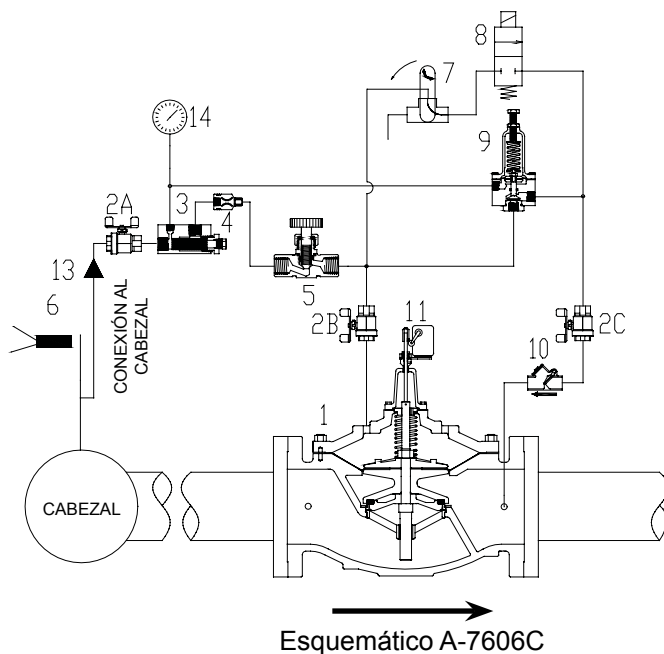 8
7
14
9
2A
3
4
13
5
6
CONEXIÓN AL
CABEZAL
2B
11
2C
10
1
CABEZAL
Esquemático A-7606C